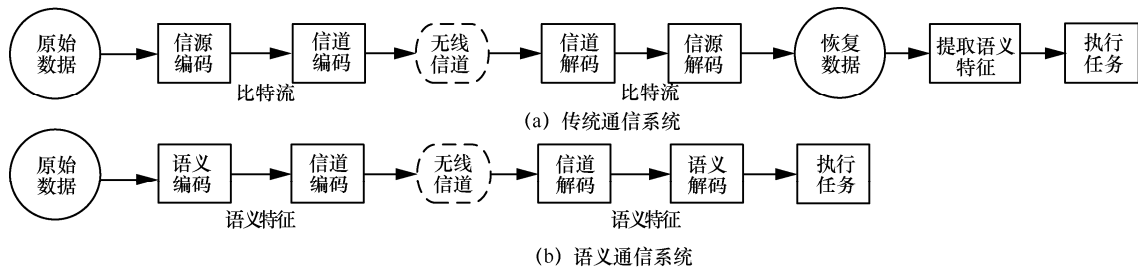 原始
数据
信源
编码
信道
编码
无线
信道
信道
解码
信源
解码
恢复
数据
提取语义
特征
执行
任务
比特流
比特流
(a) 传统通信系统
原始
数据
语义
编码
信道
编码
无线
信道
信道
解码
语义
解码
执行
任务
语义特征
语义特征
(b) 语义通信系统